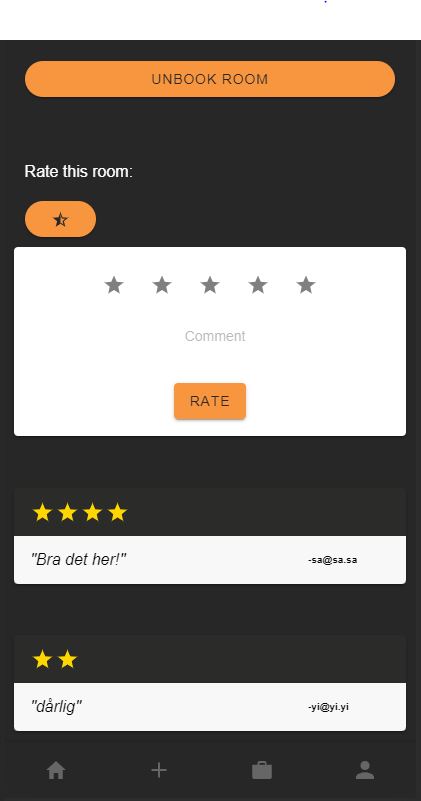 UNBOOK ROOM
Rate this room:
Comment
RATE
"Bra det her!" -sa@sa.sa
"dårlig" -yi@yi.yi